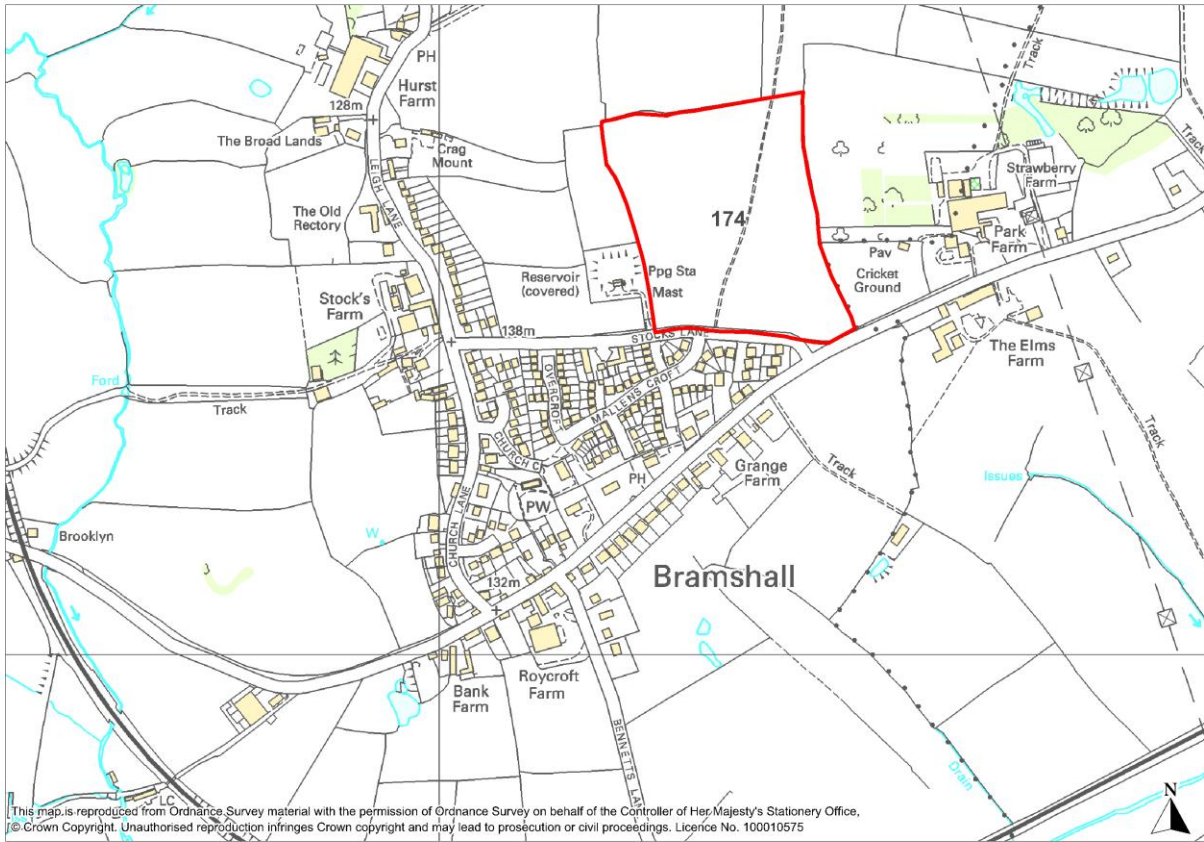 PH
Hurst
Farm
128m
The Broad Lands
Crag
Mount
LEIGH LANE
The Old
Rectory
Track
Track
Strawberry
Farm
174
Park
Farm
Pav
Cricket
Ground
Reservoir
(covered)
Ppg Sta
Mast
Stock's
Farm
138m
STOCKS LANE
The Elms
Farm
Ford
Track
OVERCROFT
MALLENS CROFT
CHURCH CL
Track
Track
Grange
Farm
PH
Issues
PW
CHURCH LANE
W
Brooklyn
Bramshall
132m
Bank
Farm
Roycroft
Farm
BENNETTS LANE
Drain
LC
N
This map is reproduced from Ordnance Survey material with the permission of Ordnance Survey on behalf of the Controller of Her Majesty's Stationery Office,
© Crown Copyright. Unauthorised reproduction infringes Crown copyright and may lead to prosecution or civil proceedings. Licence No. 100010575